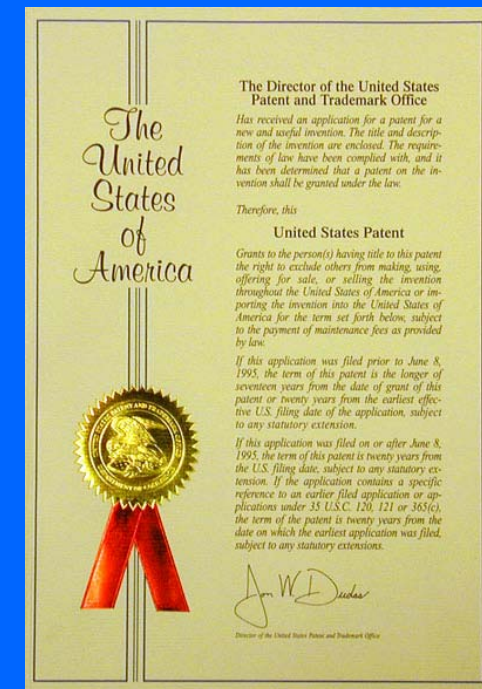 The
United
States
of
America
The Director of the United States
Patent and Trademark Office
Has received an application for a patent for a
new and useful invention. The title and descrip-
tion of the invention are enclosed. The require-
ments of law have been complied with, and it
has been determined that a patent on the in-
vention shall be granted under the law.
Therefore, this
United States Patent
Grants to the person(s) having title to this patent
the right to exclude others from making, using,
offering for sale, or selling the invention
throughout the United States of America or im-
porting the invention into the United States of
America for the term set forth below, subject
to the payment of maintenance fees as provided
by law.
If this application was filed prior to June 8,
1995, the term of this patent is the longer of
seventeen years from the date of grant of this
patent or twenty years from the earliest effec-
tive U.S. filing date of the application, subject
to any statutory extension.
If this application was filed on or after June 8,
1995, the term of this patent is twenty years from
the U.S. filing date, subject to any statutory ex-
tension. If the application contains a specific
reference to an earlier filed application or ap-
plications under 35 U.S.C. 120, 121 or 365(c),
the term of the patent is twenty years from the
date on which the earliest application was filed,
subject to any statutory extensions.
Jon W Dudas
Director of the United States Patent and Trademark Office